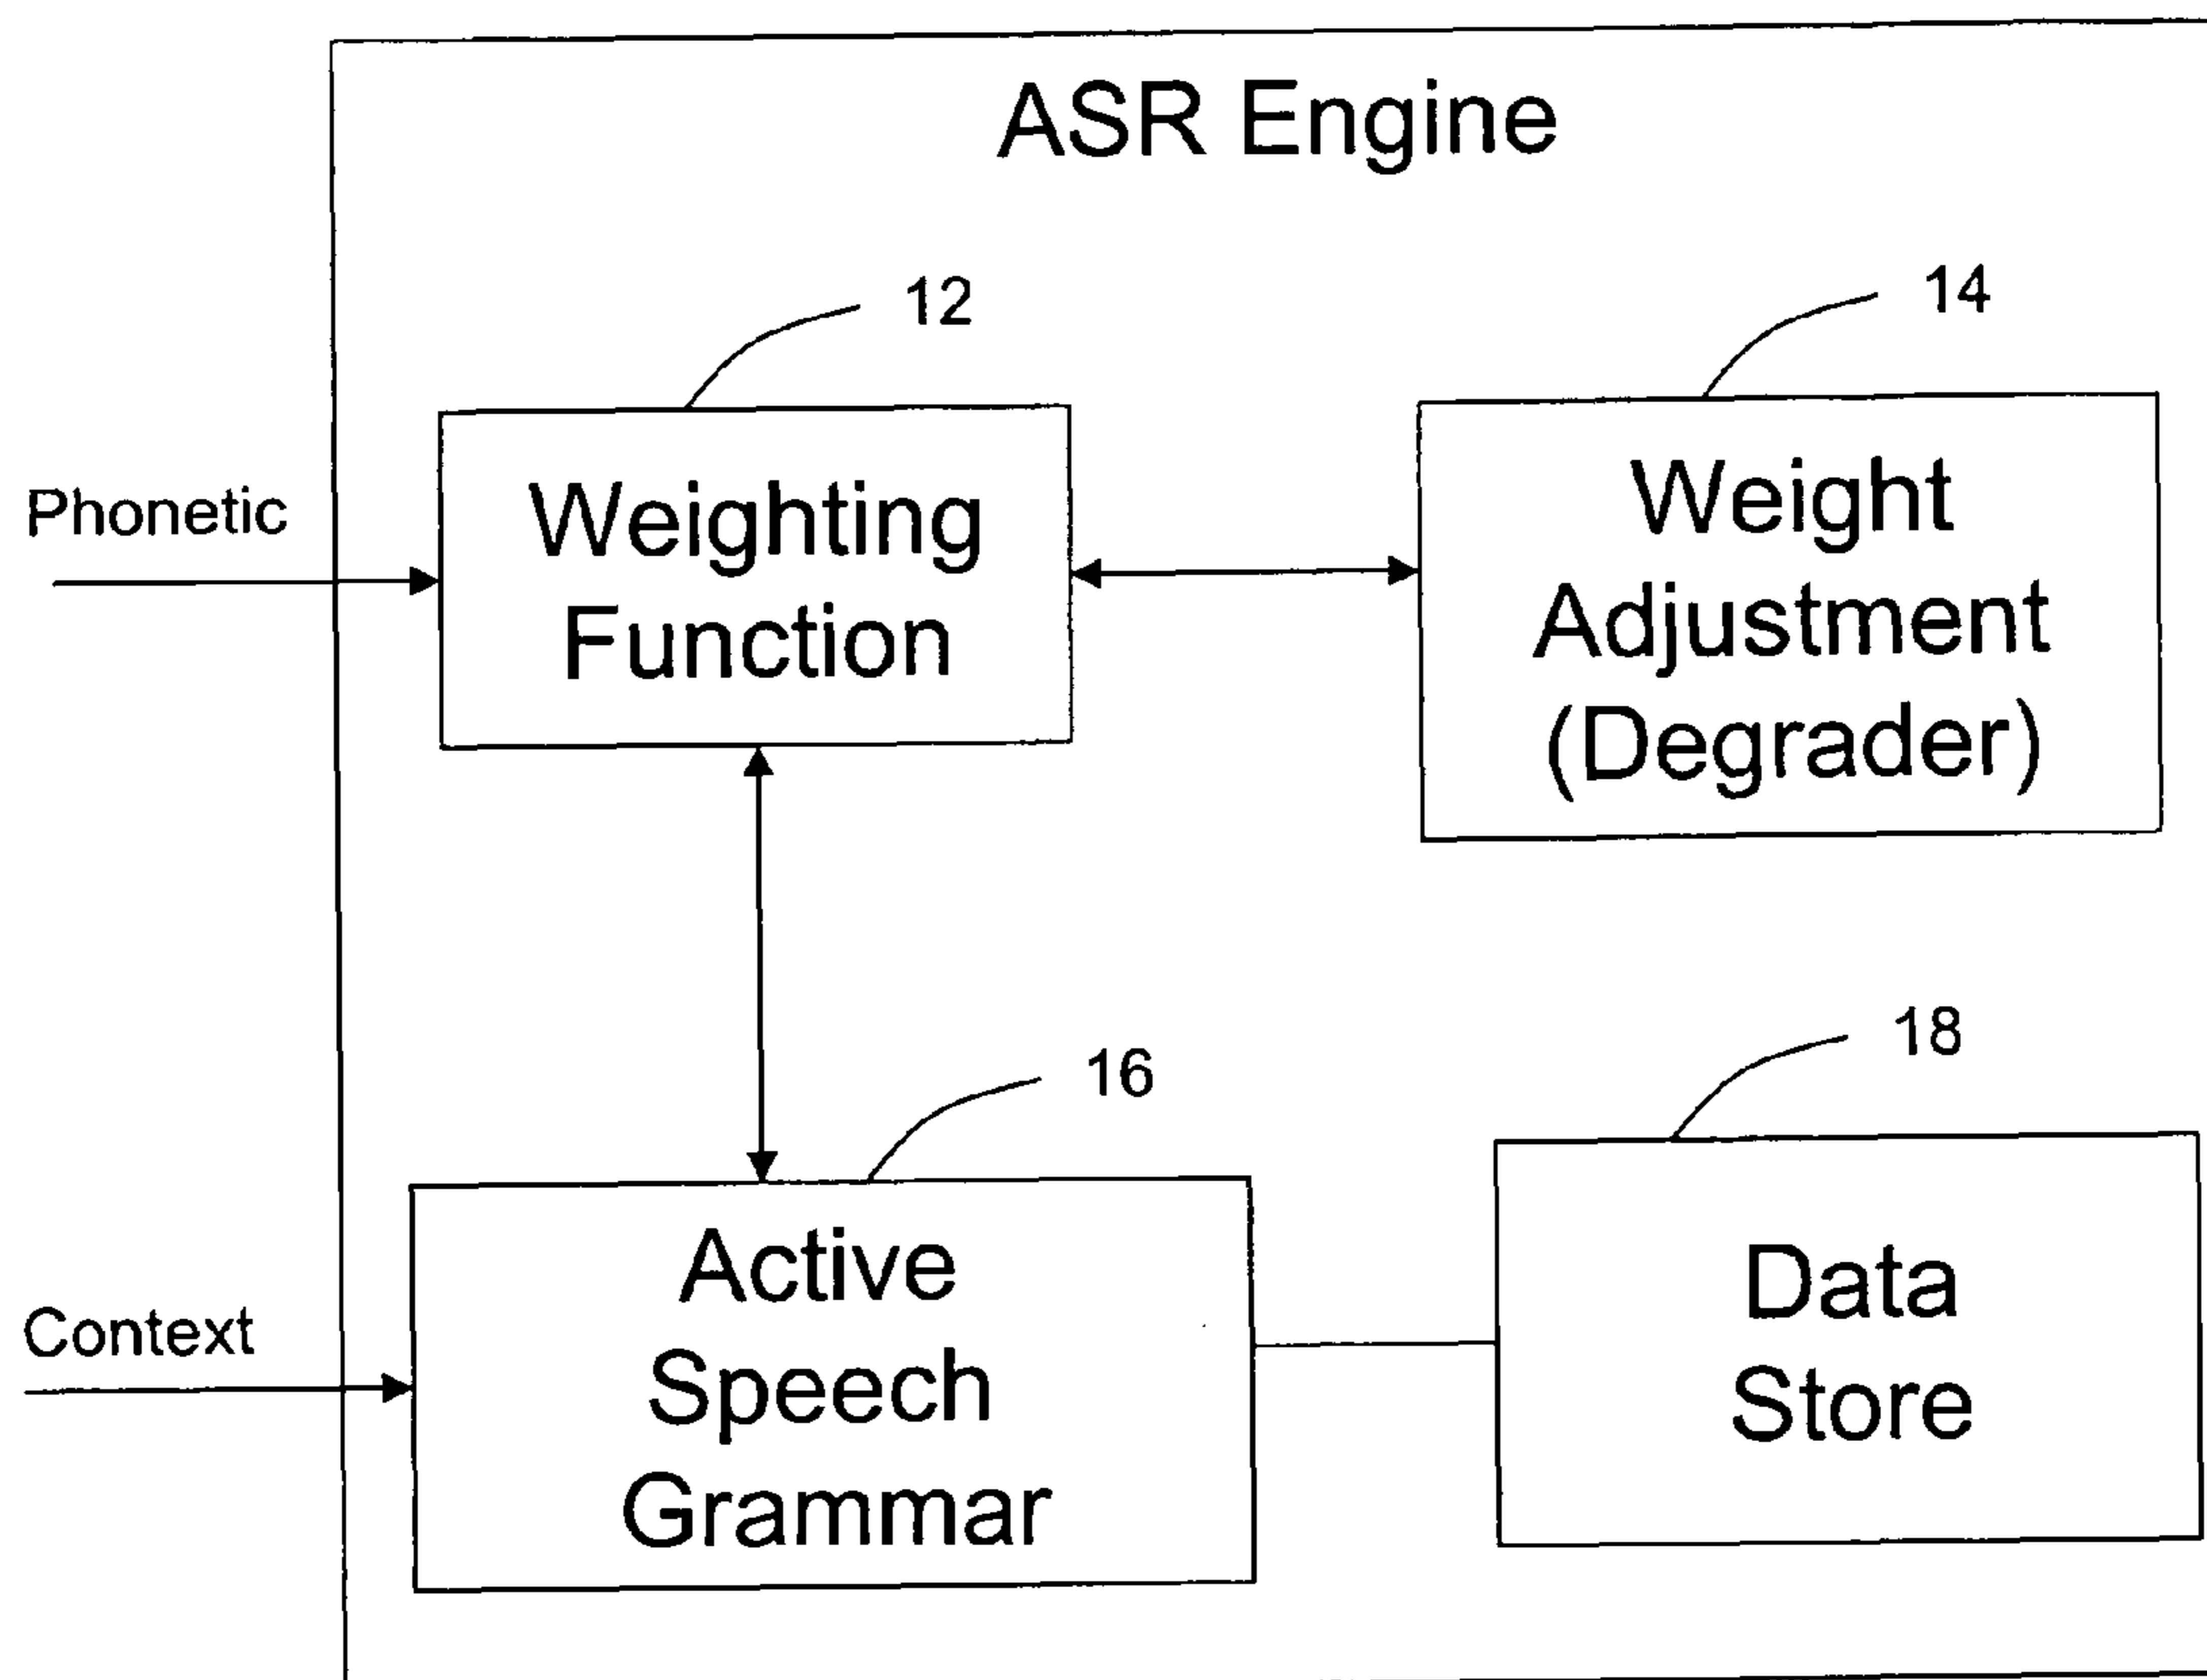 ASR Engine
12
14
Phonetic
Weighting
Function
Weight
Adjustment
(Degrader)
16
18
Context
Active
Speech
Grammar
Data
Store